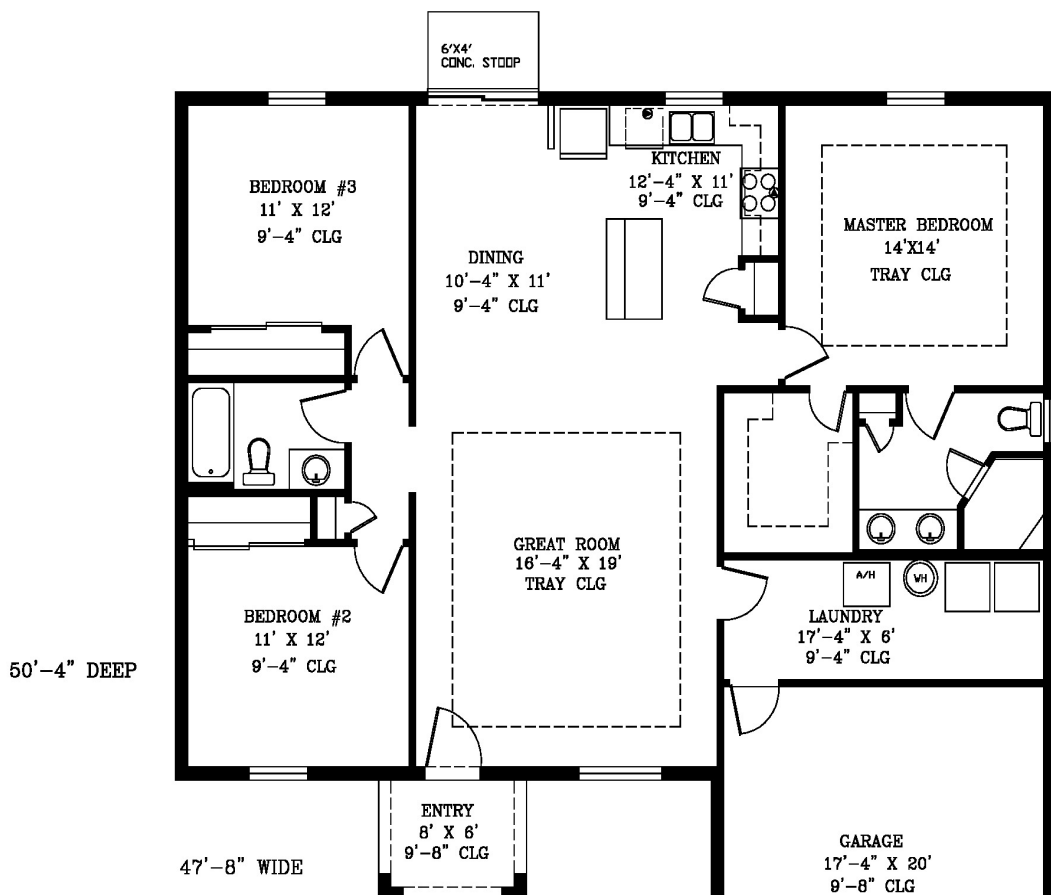 6'X4'
CONC. STOOP
KITCHEN
12'-4" X 11'
9'-4" CLG
BEDROOM #3
11' X 12'
9'-4" CLG
MASTER BEDROOM
14'X14'
TRAY CLG
DINING
10'-4" X 11'
9'-4" CLG
GREAT ROOM
16'-4" X 19'
TRAY CLG
A/H
WH
BEDROOM #2
11' X 12'
9'-4" CLG
LAUNDRY
17'-4" X 6'
9'-4" CLG
50'-4" DEEP
ENTRY
8' X 6'
9'-8" CLG
47'-8" WIDE
GARAGE
17'-4" X 20'
9'-8" CLG